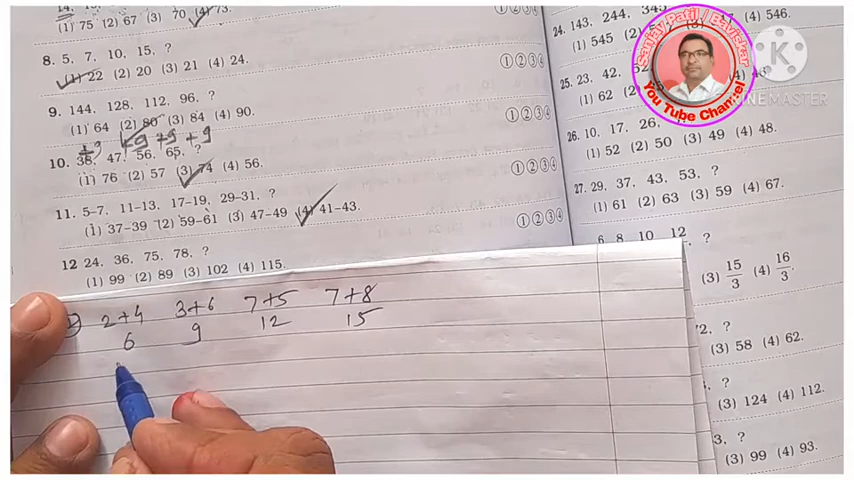 14.
(1) 75 (2) 67 (3) 70 (4) 73.
8. 5, 7, 10, 15, ?
(1) 22 (2) 20 (3) 21 (4) 24.
9. 144, 128, 112, 96, ?
(1) 64 (2) 80 (3) 84 (4) 90.
①②③④
9 +9 +9
10. 38, 47, 56, 65, ?
(1) 76 (2) 57 (3) 74 (4) 56.
①②③④
11. 5–7, 11–13, 17–19, 29–31, ?
(1) 37–39 (2) 59–61 (3) 47–49 (4) 41–43.
①②③④
12 24, 36, 75, 78, ?
(1) 99 (2) 89 (3) 102 (4) 115.
①②③④
2+4 3+6 7+5 7+8
6 9 12 15
24. 143, 244, 345,
(1) 545 (4) 546.
25. 23, 42,
(1) 62
26. 10, 17, 26,
(1) 52 (2) 50 (3) 49 (4) 48.
27. 29, 37, 43, 53, ?
(1) 61 (2) 63 (3) 59 (4) 67.
6 8 10 12 , ?
(3) 15/3 (4) 16/3
72. ?
(3) 58 (4) 62.
?
(3) 124 (4) 112.
3, ?
(3) 99 (4) 93.
Sanjay Patil / Baviskar
You Tube Channel
K
NEMASTER